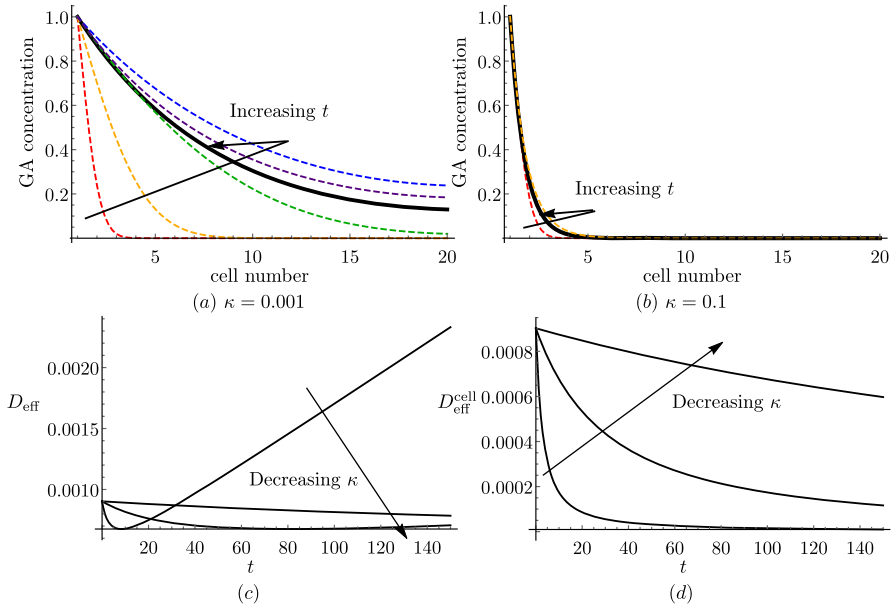 1.0
0.8
0.6
0.4
0.2
GA concentration
Increasing t
5
10
15
20
cell number
(a) κ = 0.001
1.0
0.8
0.6
0.4
0.2
GA concentration
Increasing t
5
10
15
20
cell number
(b) κ = 0.1
0.0020
0.0015
0.0010
D_eff
Decreasing κ
20
40
60
80
100
120
140
t
(c)
0.0008
0.0006
0.0004
0.0002
D_eff^cell
Decreasing κ
20
40
60
80
100
120
140
t
(d)